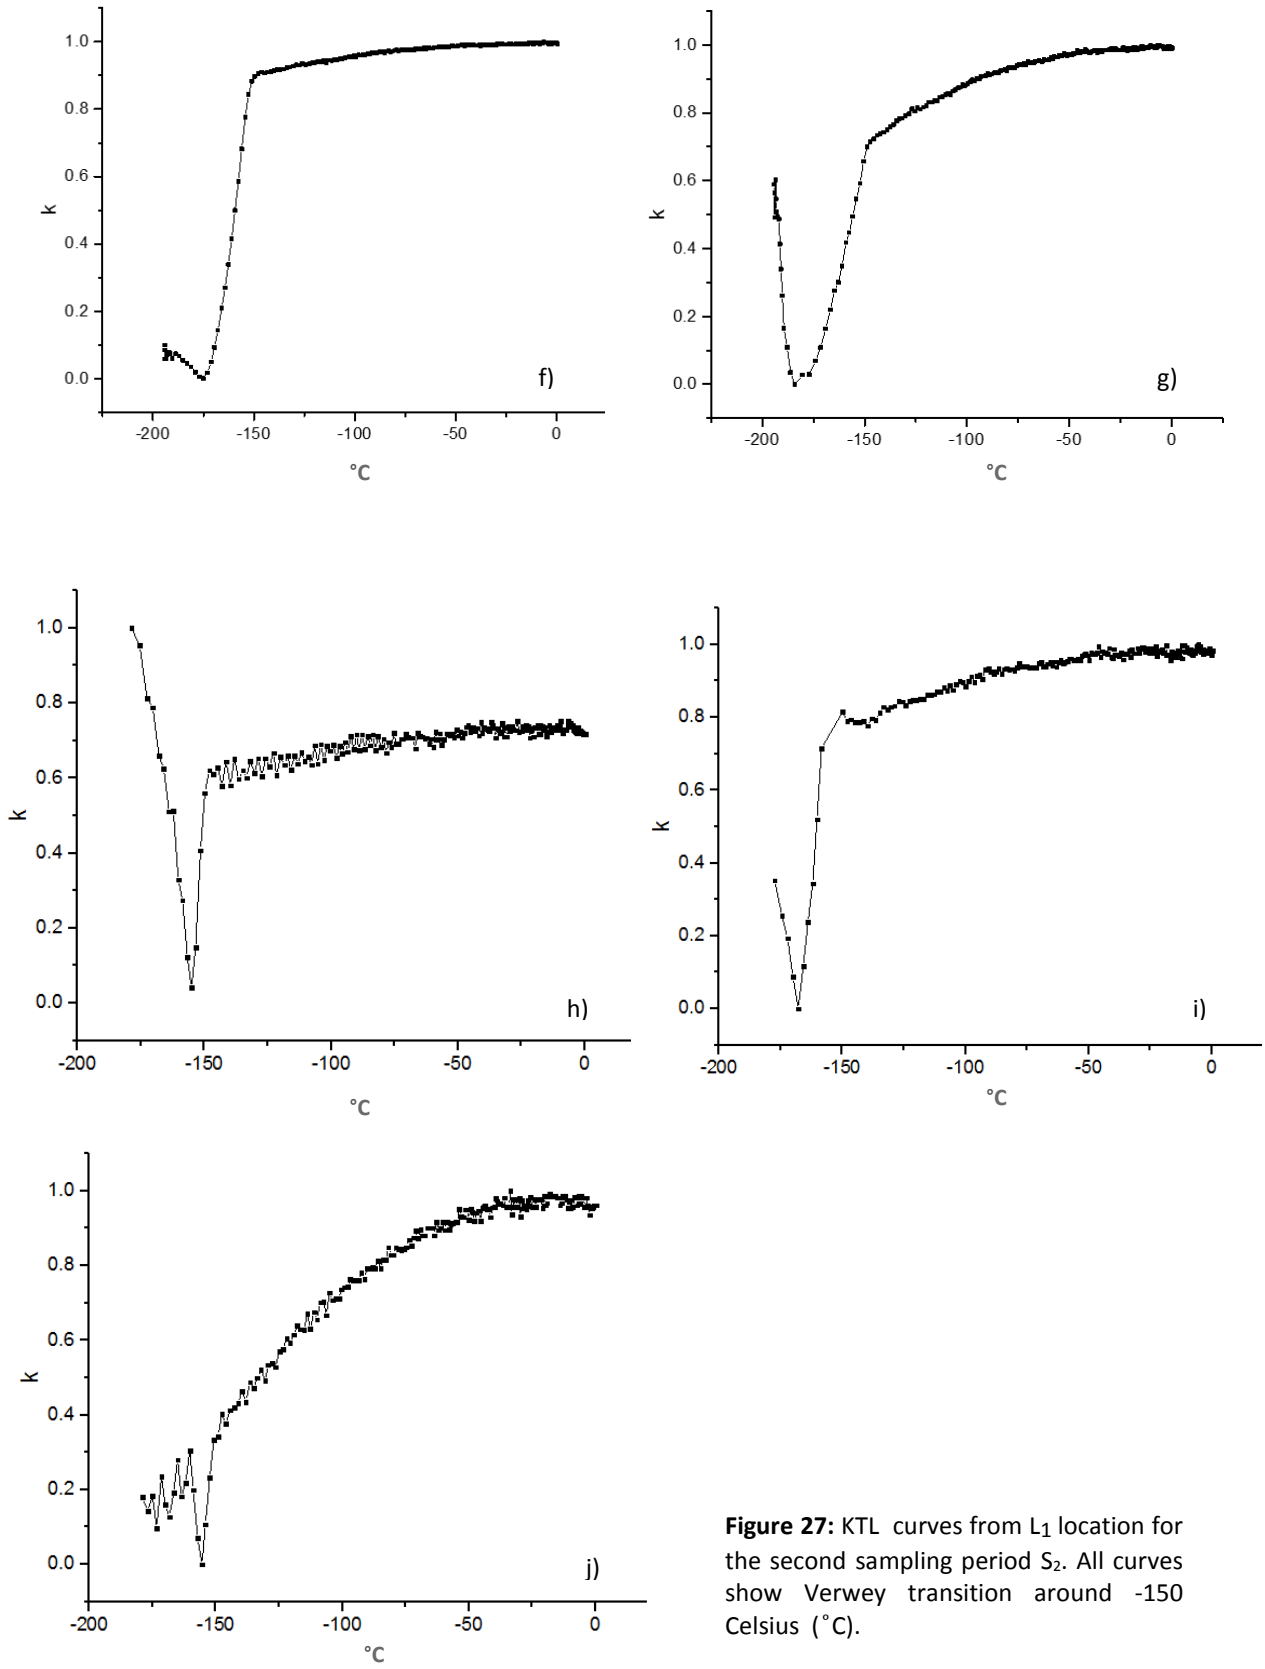 1.0
0.8
0.6
0.4
0.2
0.0
k
-200 -150 -100 -50 0
°C
f)
1.0
0.8
0.6
0.4
0.2
0.0
k
-200 -150 -100 -50 0
°C
g)
1.0
0.8
0.6
0.4
0.2
0.0
k
-200 -150 -100 -50 0
°C
h)
1.0
0.8
0.6
0.4
0.2
0.0
k
-200 -150 -100 -50 0
°C
i)
1.0
0.8
0.6
0.4
0.2
0.0
k
-200 -150 -100 -50 0
°C
j)
Figure 27: KTL curves from L1 location for
the second sampling period S2. All curves
show Verwey transition around -150
Celsius (°C).